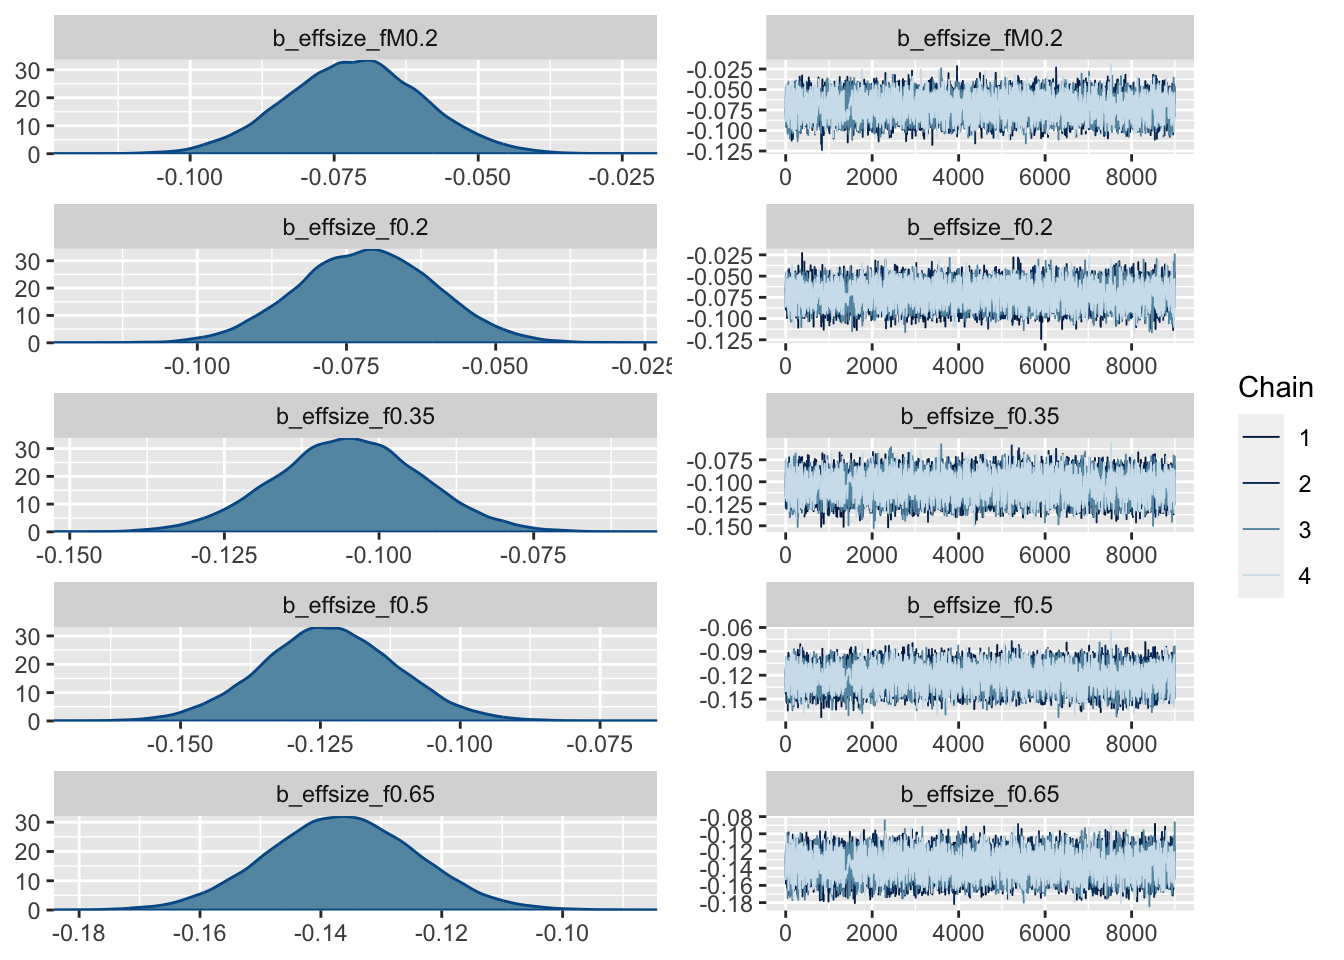 b_effsize_fM0.2
30
20
10
0
-0.100 -0.075 -0.050 -0.025
b_effsize_fM0.2
-0.025
-0.050
-0.075
-0.100
-0.125
0 2000 4000 6000 8000
b_effsize_f0.2
30
20
10
0
-0.100 -0.075 -0.050 -0.025
b_effsize_f0.2
-0.025
-0.050
-0.075
-0.100
-0.125
0 2000 4000 6000 8000
b_effsize_f0.35
30
20
10
0
-0.150 -0.125 -0.100 -0.075
b_effsize_f0.35
-0.075
-0.100
-0.125
-0.150
0 2000 4000 6000 8000
b_effsize_f0.5
30
20
10
0
-0.150 -0.125 -0.100 -0.075
b_effsize_f0.5
-0.06
-0.09
-0.12
-0.15
0 2000 4000 6000 8000
b_effsize_f0.65
30
20
10
0
-0.18 -0.16 -0.14 -0.12 -0.10
b_effsize_f0.65
-0.08
-0.10
-0.12
-0.14
-0.16
-0.18
0 2000 4000 6000 8000
Chain
1
2
3
4